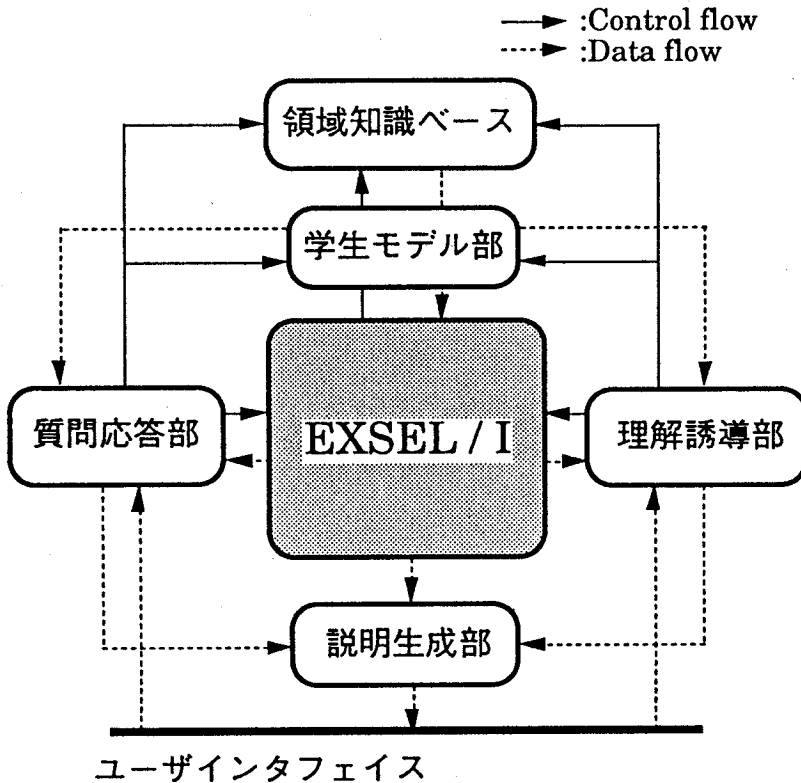 :Control flow
:Data flow
領域知識ベース
学生モデル部
質問応答部
EXSEL / I
理解誘導部
説明生成部
ユーザインタフェイス